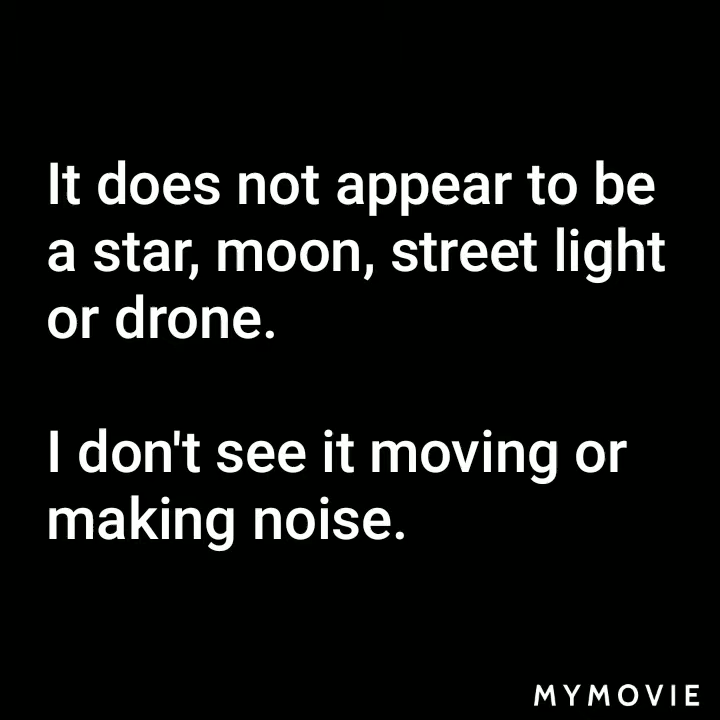 It does not appear to be
a star, moon, street light
or drone.
I don't see it moving or
making noise.
MYMOVIE